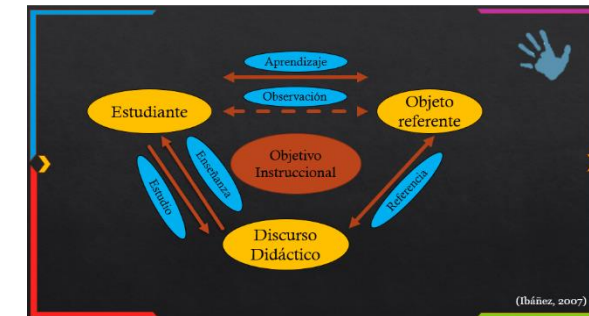 Aprendizaje
Observación
Estudiante
Objeto
referente
Objetivo
Instruccional
Enseñanza
Estudio
Referencia
Discurso
Didáctico
(Ibáñez, 2007)